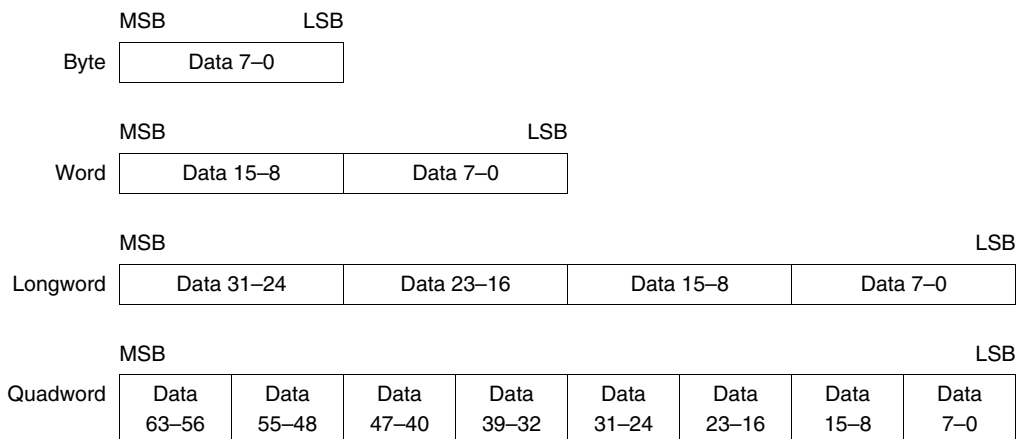 MSB LSB
Byte Data 7–0
MSB LSB
Word Data 15–8 Data 7–0
MSB LSB
Longword Data 31–24 Data 23–16 Data 15–8 Data 7–0
MSB LSB
Quadword Data Data Data Data Data Data Data Data
63–56 55–48 47–40 39–32 31–24 23–16 15–8 7–0